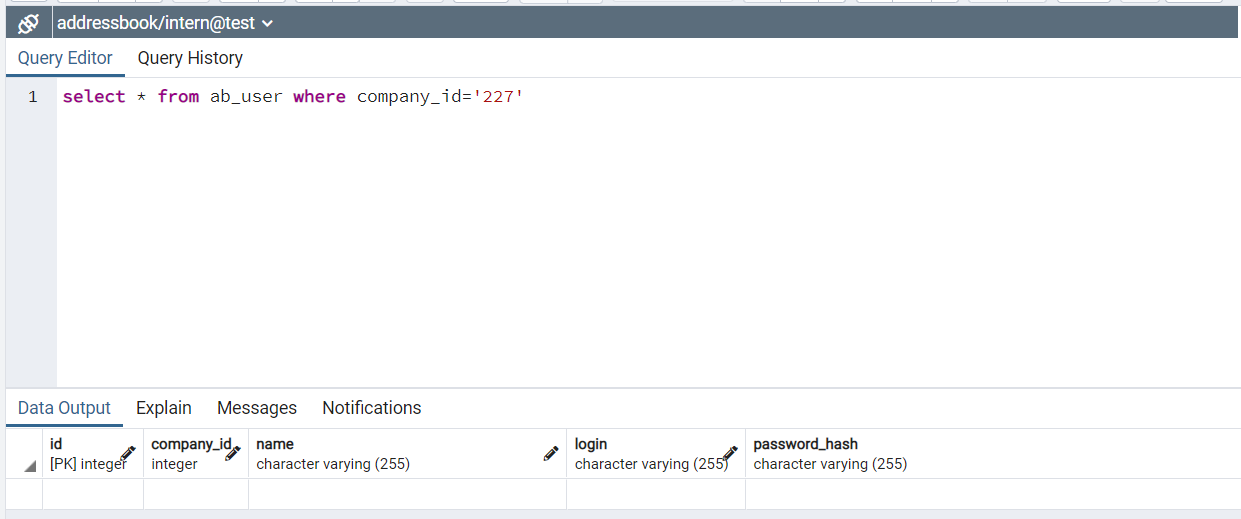 addressbook/intern@test
Query Editor Query History
1 select * from ab_user where company_id='227'
Data Output Explain Messages Notifications
id company_id name login password_hash
[PK] integer integer character varying (255) character varying (255) character varying (255)